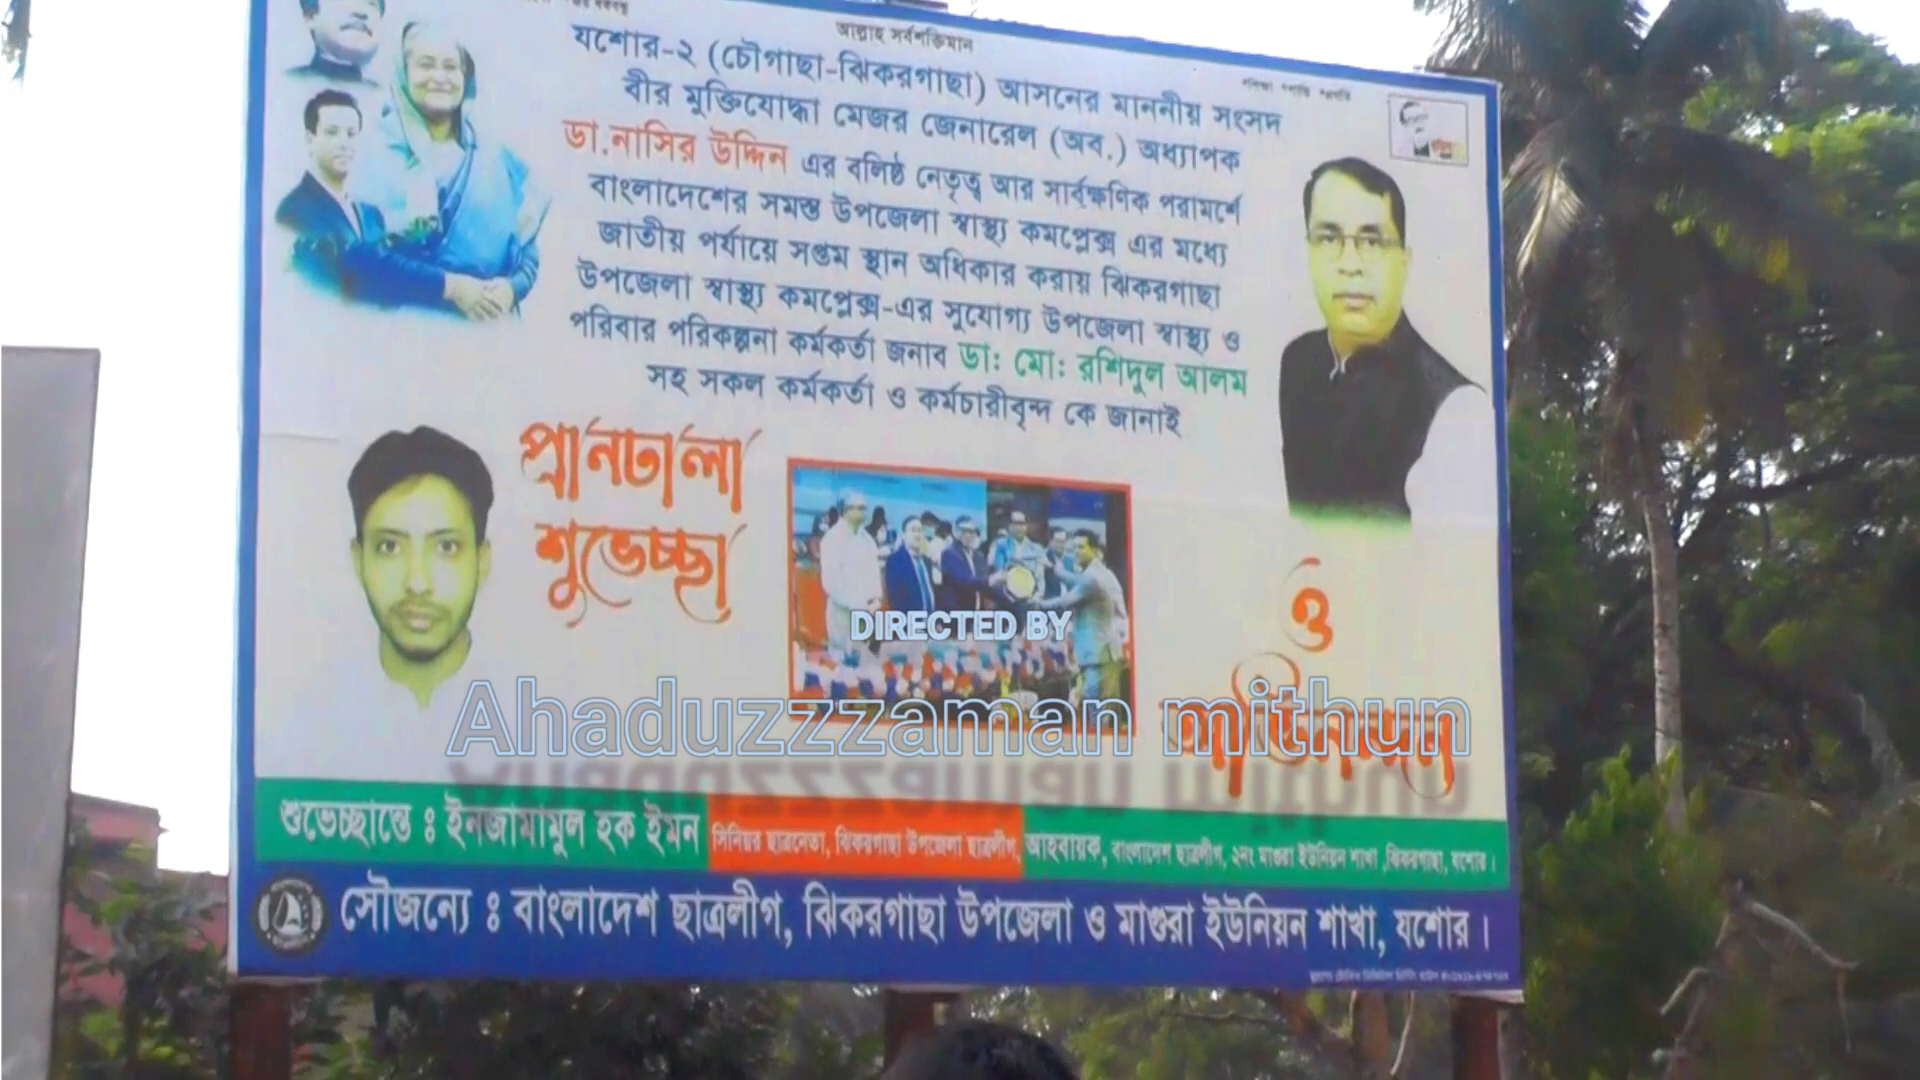 আল্লাহ সর্বশক্তিমান
যশোর-২ (চৌগাছা-ঝিকরগাছা) আসনের মাননীয় সংসদ
বীর মুক্তিযোদ্ধা মেজর জেনারেল (অব.) অধ্যাপক
ডা.নাসির উদ্দিন এর বলিষ্ঠ নেতৃত্ব আর সার্বক্ষণিক পরামর্শে
বাংলাদেশের সমস্ত উপজেলা স্বাস্থ্য কমপ্লেক্স এর মধ্যে
জাতীয় পর্যায়ে সপ্তম স্থান অধিকার করায় ঝিকরগাছা
উপজেলা স্বাস্থ্য কমপ্লেক্স-এর সুযোগ্য উপজেলা স্বাস্থ্য ও
পরিবার পরিকল্পনা কর্মকর্তা জনাব ডা: মো: রশিদুল আলম
সহ সকল কর্মকর্তা ও কর্মচারীবৃন্দ কে জানাই
প্রানঢালা
শুভেচ্ছা
ও
অভিনন্দন
DIRECTED BY
Ahaduzzzaman mithun
শুভেচ্ছান্তে ঃ ইনজামামুল হক ইমন সিনিয়র ছাত্রনেতা, ঝিকরগাছা উপজেলা ছাত্রলীগ, আহবায়ক, বাংলাদেশ ছাত্রলীগ, ২নং মাগুরা ইউনিয়ন শাখা ,ঝিকরগাছা, যশোর ।
সৌজন্যে ঃ বাংলাদেশ ছাত্রলীগ, ঝিকরগাছা উপজেলা ও মাগুরা ইউনিয়ন শাখা, যশোর ।